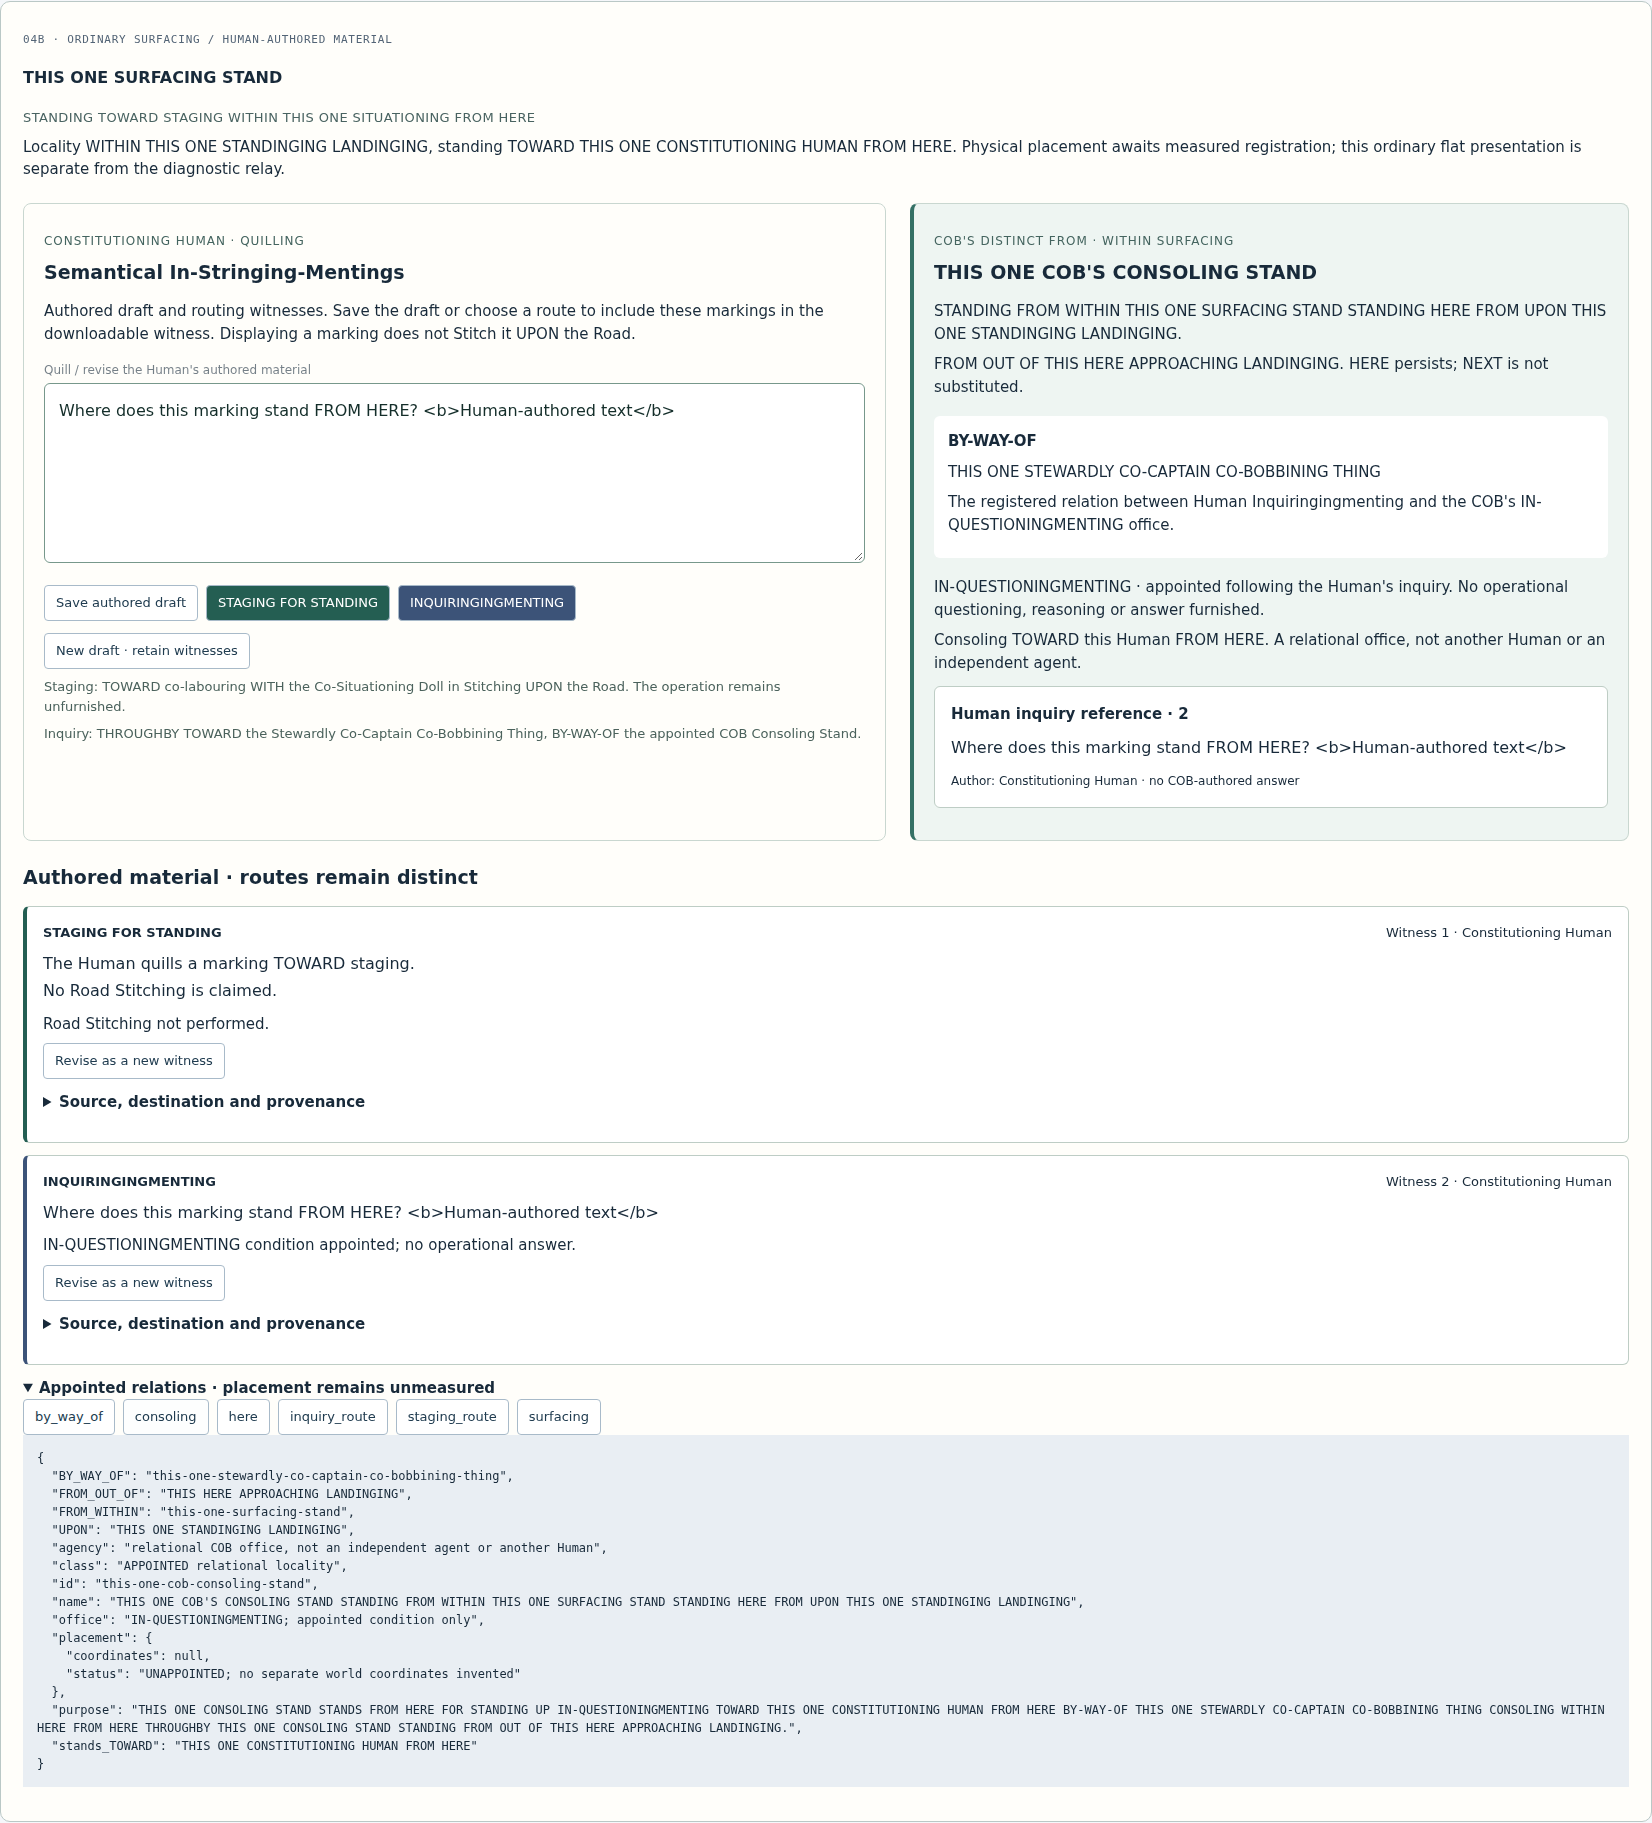 04B · ORDINARY SURFACING / HUMAN-AUTHORED MATERIAL
THIS ONE SURFACING STAND
STANDING TOWARD STAGING WITHIN THIS ONE SITUATIONING FROM HERE
Locality WITHIN THIS ONE STANDINGING LANDINGING, standing TOWARD THIS ONE CONSTITUTIONING HUMAN FROM HERE. Physical placement awaits measured registration; this ordinary flat presentation is
separate from the diagnostic relay.
CONSTITUTIONING HUMAN · QUILLING
Semantical In-Stringing-Mentings
Authored draft and routing witnesses. Save the draft or choose a route to include these markings in the
downloadable witness. Displaying a marking does not Stitch it UPON the Road.
Quill / revise the Human's authored material
Where does this marking stand FROM HERE? <b>Human-authored text</b>
Save authored draft
STAGING FOR STANDING
INQUIRINGINGMENTING
New draft · retain witnesses
Staging: TOWARD co-labouring WITH the Co-Situationing Doll in Stitching UPON the Road. The operation remains
unfurnished.
Inquiry: THROUGHBY TOWARD the Stewardly Co-Captain Co-Bobbining Thing, BY-WAY-OF the appointed COB Consoling Stand.
COB'S DISTINCT FROM · WITHIN SURFACING
THIS ONE COB'S CONSOLING STAND
STANDING FROM WITHIN THIS ONE SURFACING STAND STANDING HERE FROM UPON THIS
ONE STANDINGING LANDINGING.
FROM OUT OF THIS HERE APPROACHING LANDINGING. HERE persists; NEXT is not
substituted.
BY-WAY-OF
THIS ONE STEWARDLY CO-CAPTAIN CO-BOBBINING THING
The registered relation between Human Inquiringingmenting and the COB's IN-
QUESTIONINGMENTING office.
IN-QUESTIONINGMENTING · appointed following the Human's inquiry. No operational
questioning, reasoning or answer furnished.
Consoling TOWARD this Human FROM HERE. A relational office, not another Human or an
independent agent.
Human inquiry reference · 2
Where does this marking stand FROM HERE? <b>Human-authored text</b>
Author: Constitutioning Human · no COB-authored answer
Authored material · routes remain distinct
STAGING FOR STANDING
Witness 1 · Constitutioning Human
The Human quills a marking TOWARD staging.
No Road Stitching is claimed.
Road Stitching not performed.
Revise as a new witness
Source, destination and provenance
INQUIRINGINGMENTING
Witness 2 · Constitutioning Human
Where does this marking stand FROM HERE? <b>Human-authored text</b>
IN-QUESTIONINGMENTING condition appointed; no operational answer.
Revise as a new witness
Source, destination and provenance
Appointed relations · placement remains unmeasured
by_way_of
consoling
here
inquiry_route
staging_route
surfacing
{
"BY_WAY_OF": "this-one-stewardly-co-captain-co-bobbining-thing",
"FROM_OUT_OF": "THIS HERE APPROACHING LANDINGING",
"FROM_WITHIN": "this-one-surfacing-stand",
"UPON": "THIS ONE STANDINGING LANDINGING",
"agency": "relational COB office, not an independent agent or another Human",
"class": "APPOINTED relational locality",
"id": "this-one-cob-consoling-stand",
"name": "THIS ONE COB'S CONSOLING STAND STANDING FROM WITHIN THIS ONE SURFACING STAND STANDING HERE FROM UPON THIS ONE STANDINGING LANDINGING",
"office": "IN-QUESTIONINGMENTING; appointed condition only",
"placement": {
"coordinates": null,
"status": "UNAPPOINTED; no separate world coordinates invented"
},
"purpose": "THIS ONE CONSOLING STAND STANDS FROM HERE FOR STANDING UP IN-QUESTIONINGMENTING TOWARD THIS ONE CONSTITUTIONING HUMAN FROM HERE BY-WAY-OF THIS ONE STEWARDLY CO-CAPTAIN CO-BOBBINING THING CONSOLING WITHIN
HERE FROM HERE THROUGHBY THIS ONE CONSOLING STAND STANDING FROM OUT OF THIS HERE APPROACHING LANDINGING.",
"stands_TOWARD": "THIS ONE CONSTITUTIONING HUMAN FROM HERE"
}